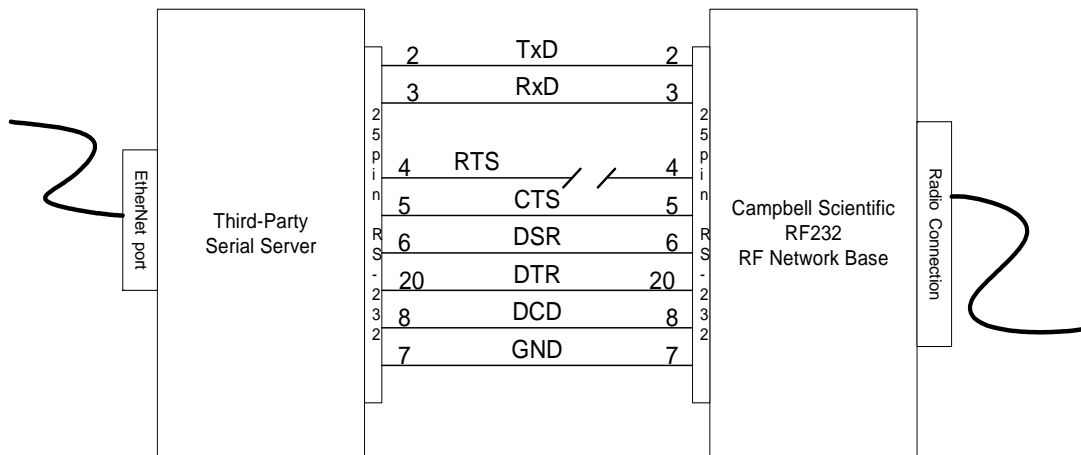 2 TxD 2
3 RxD 3
4 RTS 4
5 CTS 5
6 DSR 6
20 DTR 20
8 DCD 8
7 GND 7
EtherNet port
Third-Party
Serial Server
25pin RS-232
25pin RS-232
Campbell Scientific
RF232
RF Network Base
Radio Connection